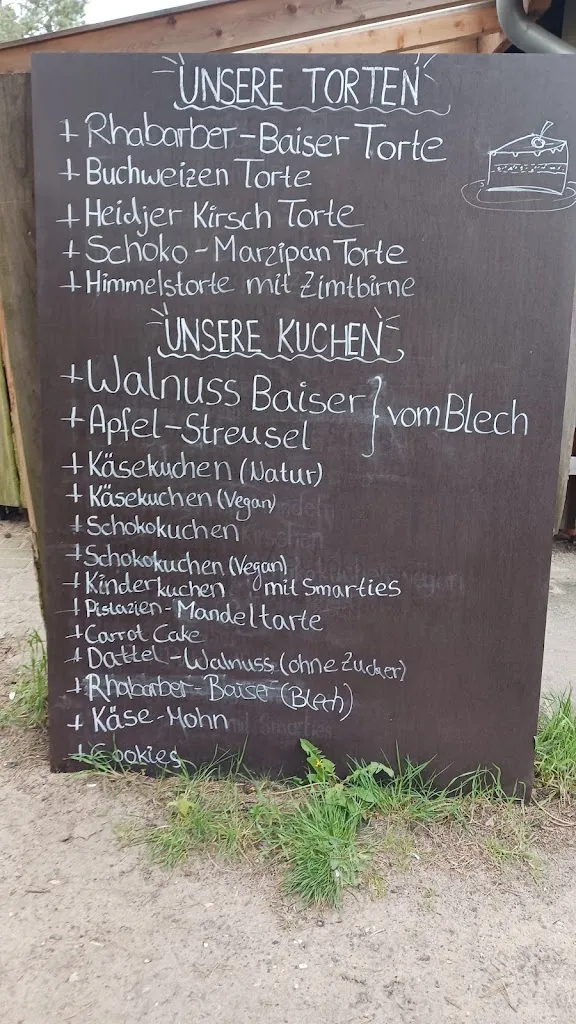 UNSERE TORTEN
+ Rhabarber-Baiser Torte
+ Buchweizen Torte
+ Heidjer Kirsch Torte
+ Schoko-Marzipan Torte
+ Himmelstorte mit Zimtbirne
UNSERE KUCHEN
+ Walnuss Baiser } vom Blech
+ Apfel-Streusel
+ Käsekuchen (Natur)
+ Käsekuchen (Vegan)
+ Schokokuchen
+ Schokokuchen (Vegan)
+ Kinderkuchen mit Smarties
+ Pistazien-Mandeltarte
+ Carrot Cake
+ Dattel-Walnuss (ohne Zucker)
+ Rhabarber-Baiser (Blech)
+ Käse-Mohn
+ Cookies